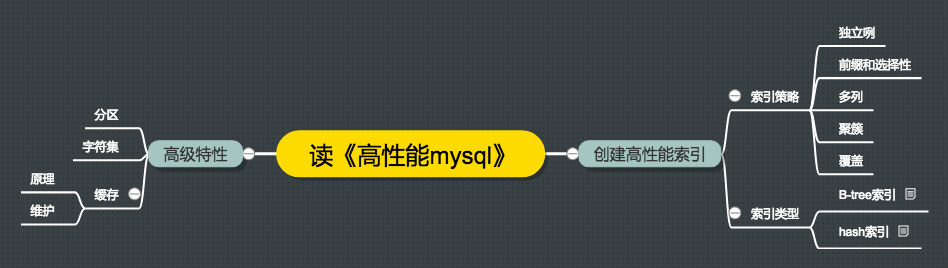 读《高性能mysql》
高级特性
分区
字符集
缓存
原理
维护
创建高性能索引
索引策略
独立咧
前缀和选择性
多列
聚簇
覆盖
索引类型
B-tree索引
hash索引